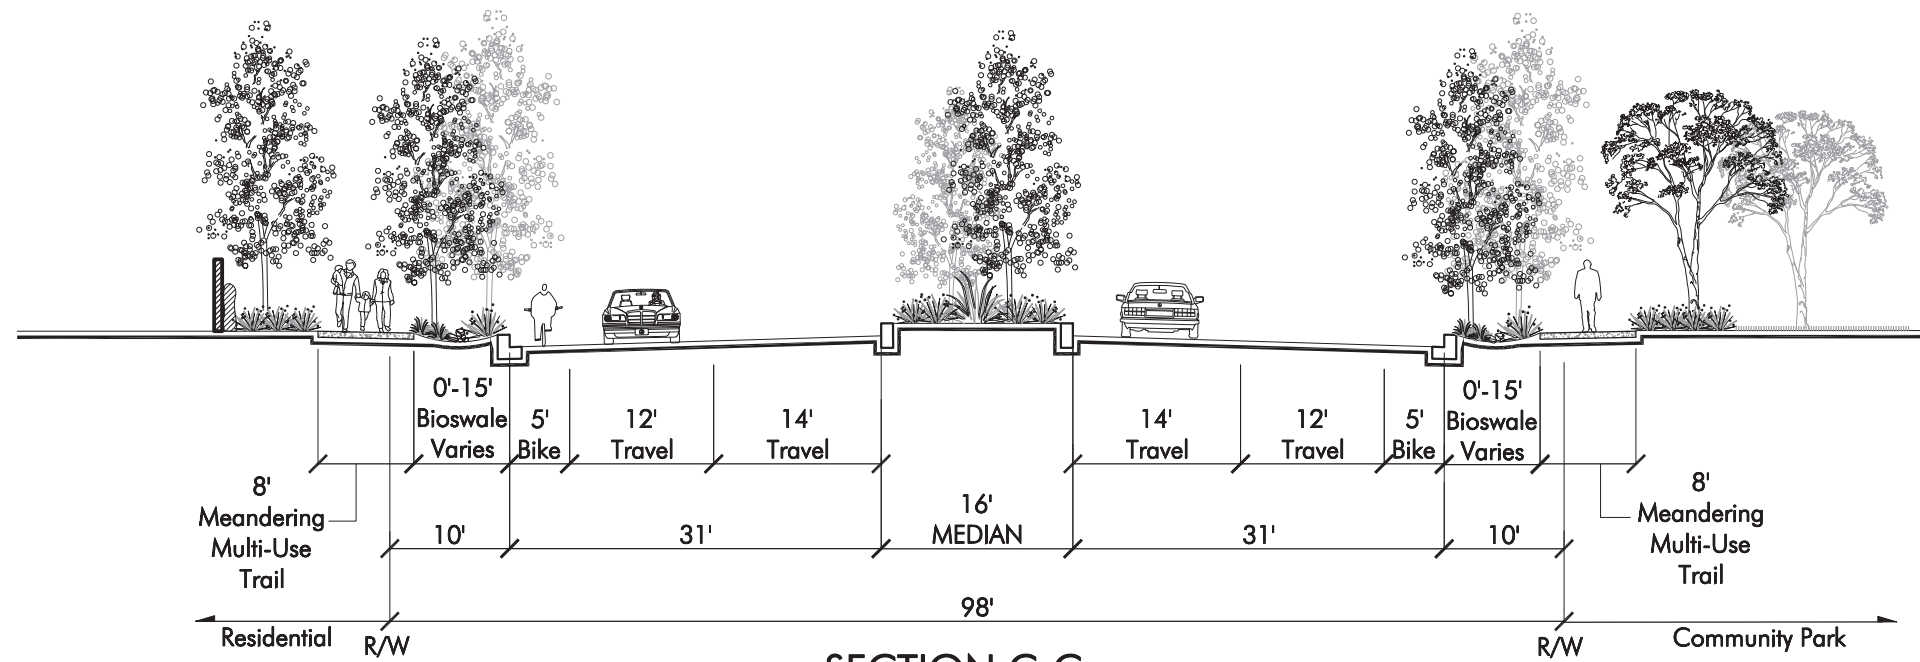 0'-15'
Bioswale
Varies
5'
Bike
12'
Travel
14'
Travel
14'
Travel
12'
Travel
5'
Bike
0'-15'
Bioswale
Varies
8'
Meandering
Multi-Use
Trail
16'
MEDIAN
8'
Meandering
Multi-Use
Trail
10'
31'
31'
10'
98'
Residential
R/W
R/W
Community Park
SECTION